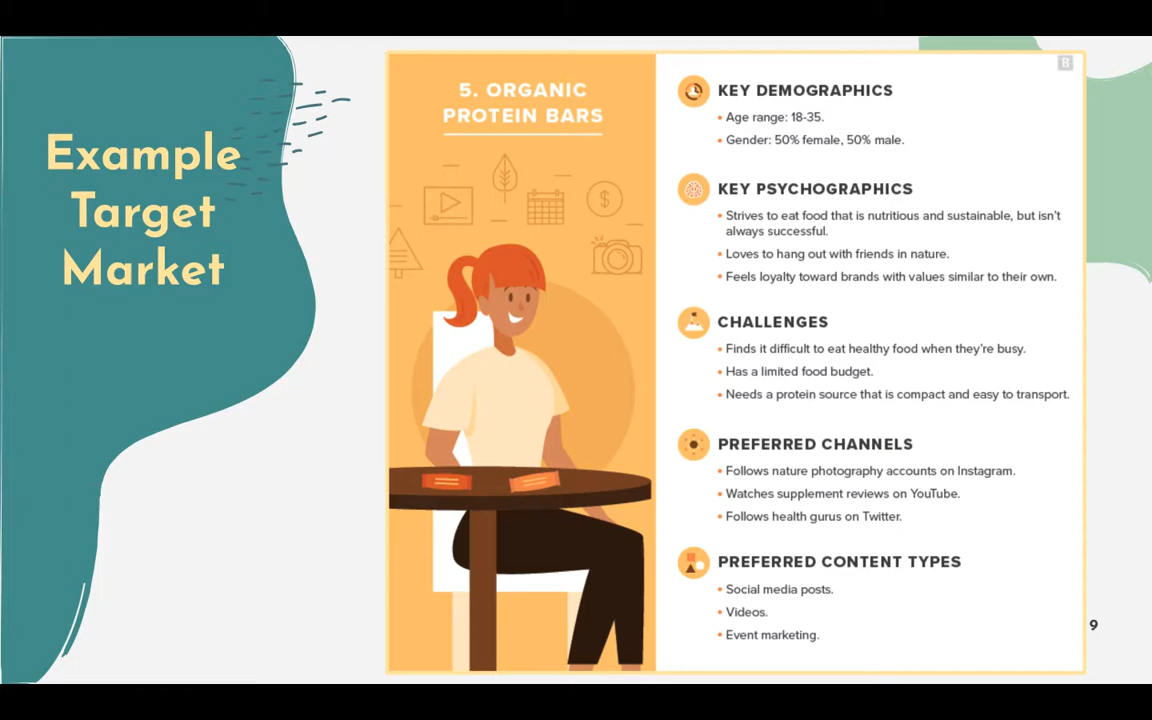 Example
Target
Market
5. ORGANIC
PROTEIN BARS
B
KEY DEMOGRAPHICS
• Age range: 18-35.
• Gender: 50% female, 50% male.
KEY PSYCHOGRAPHICS
• Strives to eat food that is nutritious and sustainable, but isn't
always successful.
• Loves to hang out with friends in nature.
• Feels loyalty toward brands with values similar to their own.
CHALLENGES
• Finds it difficult to eat healthy food when they're busy.
• Has a limited food budget.
• Needs a protein source that is compact and easy to transport.
PREFERRED CHANNELS
• Follows nature photography accounts on Instagram.
• Watches supplement reviews on YouTube.
• Follows health gurus on Twitter.
PREFERRED CONTENT TYPES
• Social media posts.
• Videos.
• Event marketing.
9